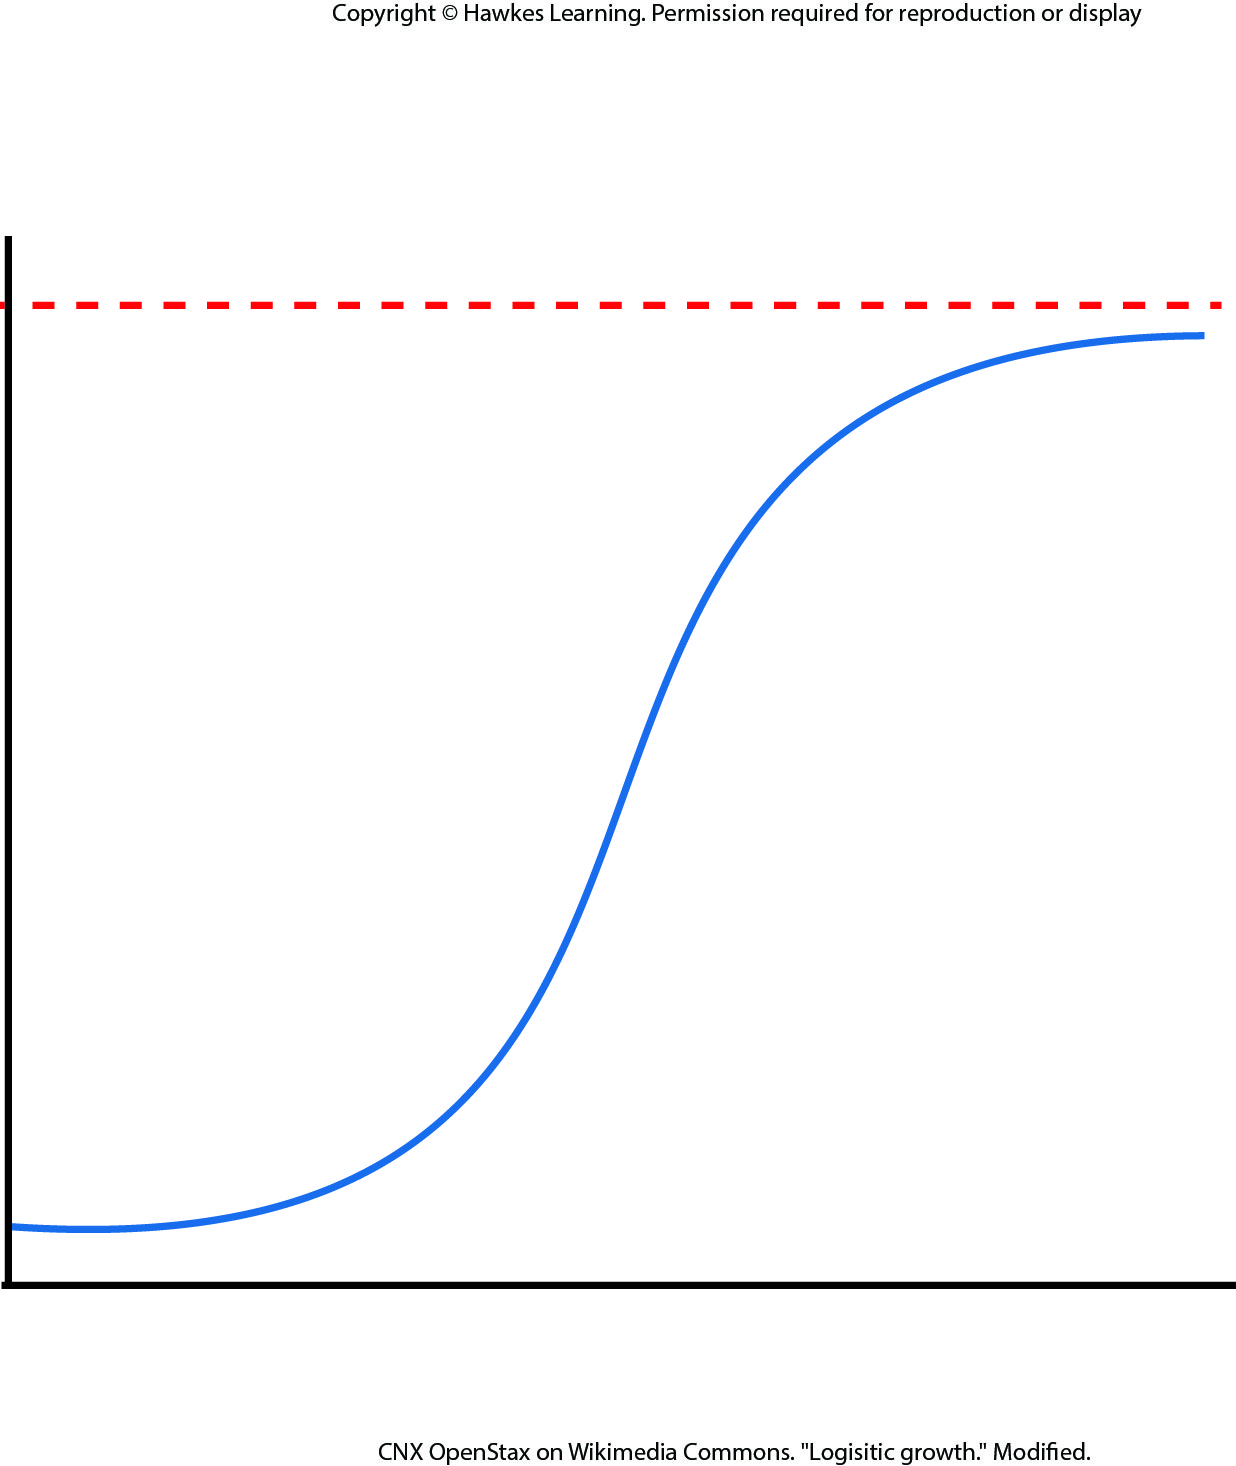 Copyright © Hawkes Learning. Permission required for reproduction or display
CNX OpenStax on Wikimedia Commons. "Logisitic growth." Modified.